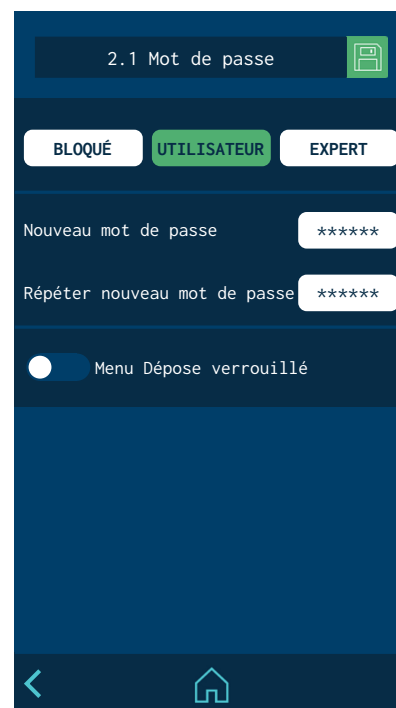 2.1 Mot de passe
BLOQUÉ UTILISATEUR EXPERT
Nouveau mot de passe ******
Répéter nouveau mot de passe ******
Menu Dépose verrouillé